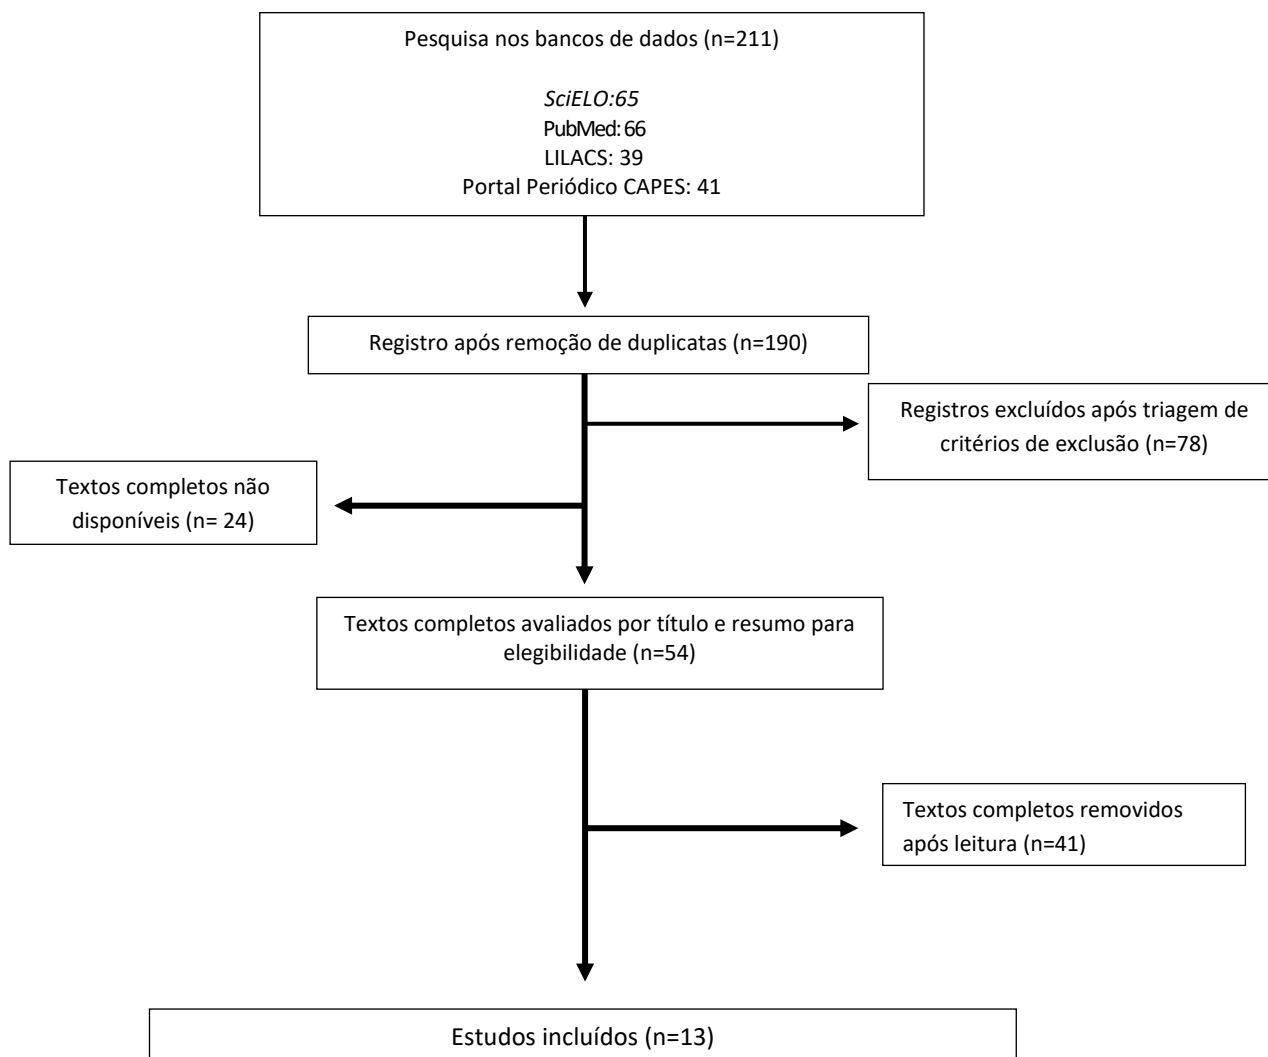 Pesquisa nos bancos de dados (n=211)
SciELO:65
PubMed: 66
LILACS: 39
Portal Periódico CAPES: 41
Registro após remoção de duplicatas (n=190)
Registros excluídos após triagem de
critérios de exclusão (n=78)
Textos completos não
disponíveis (n= 24)
Textos completos avaliados por título e resumo para
elegibilidade (n=54)
Textos completos removidos
após leitura (n=41)
Estudos incluídos (n=13)